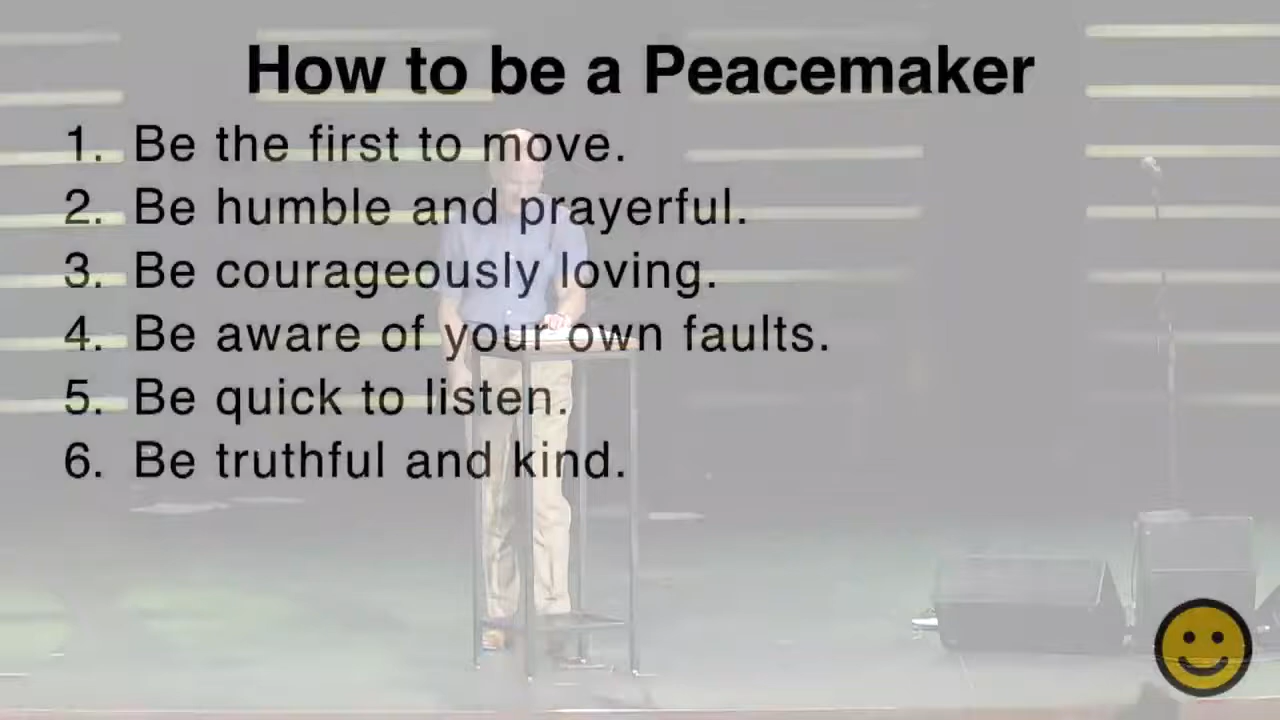 How to be a Peacemaker
1. Be the first to move.
2. Be humble and prayerful.
3. Be courageously loving.
4. Be aware of your own faults.
5. Be quick to listen.
6. Be truthful and kind.